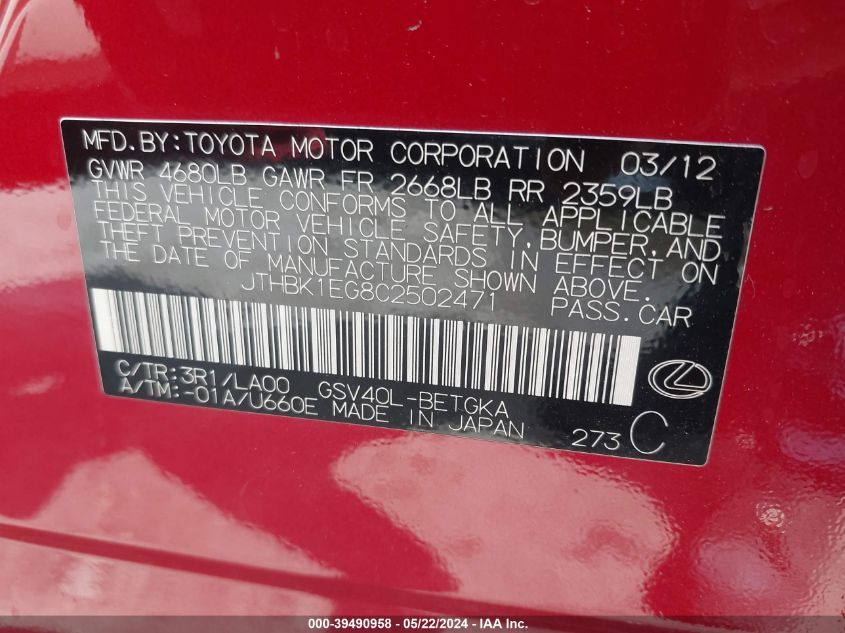 MFD.BY:TOYOTA MOTOR CORPORATION 03/12
GVWR 4680LB GAWR FR 2668LB RR 2359LB
THIS VEHICLE CONFORMS TO ALL APPLICABLE
FEDERAL MOTOR VEHICLE SAFETY,BUMPER,AND
THEFT PREVENTION STANDARDS IN EFFECT ON
THE DATE OF MANUFACTURE SHOWN ABOVE.
JTHBK1EG8C2502471 PASS.CAR
C/TR:3R1/LA00 GSV40L-BETGKA
A/TM:-01A/U660E MADE IN JAPAN 273 C
000-39490958 - 05/22/2024 - IAA Inc.